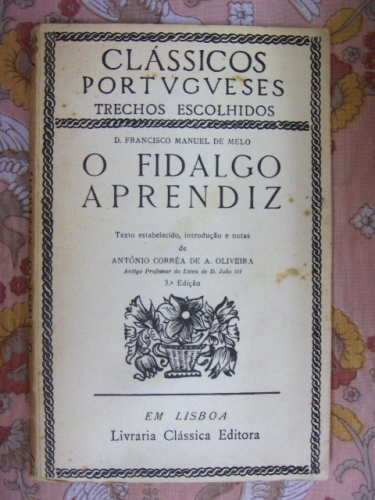 CLÁSSICOS
PORTVGVESES
TRECHOS ESCOLHIDOS
D. FRANCISCO MANUEL DE MELO
O FIDALGO
APRENDIZ
Texto estabelecido, introdução e notas
de
ANTÓNIO CORRÊA DE A. OLIVEIRA
Antigo Professor do Liceu de D. João III
3.ª Edição
EM LISBOA
Livraria Clássica Editora